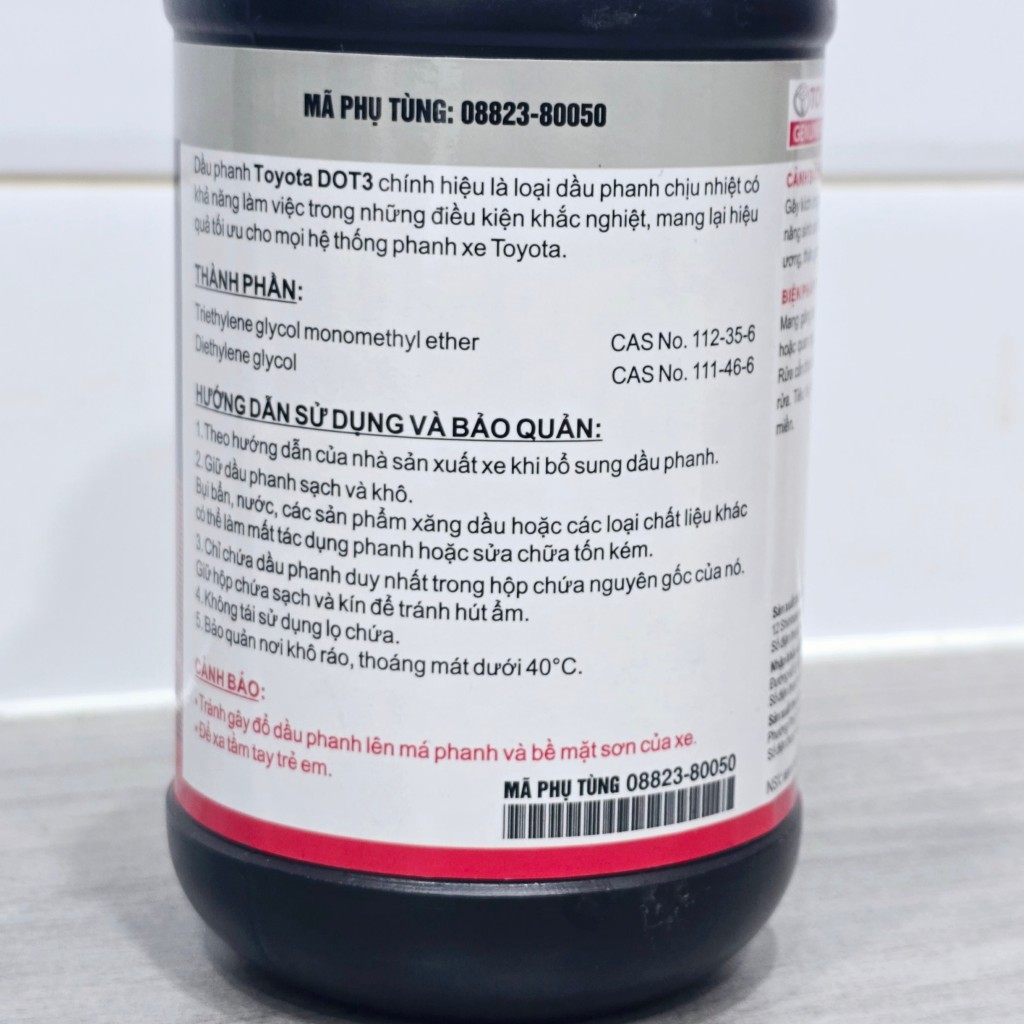 MÃ PHỤ TÙNG: 08823-80050
Dầu phanh Toyota DOT3 chính hiệu là loại dầu phanh chịu nhiệt có
khả năng làm việc trong những điều kiện khắc nghiệt, mang lại hiệu
quả tối ưu cho mọi hệ thống phanh xe Toyota.
THÀNH PHẦN:
Triethylene glycol monomethyl ether CAS No. 112-35-6
Diethylene glycol CAS No. 111-46-6
HƯỚNG DẪN SỬ DỤNG VÀ BẢO QUẢN:
1. Theo hướng dẫn của nhà sản xuất xe khi bổ sung dầu phanh.
2. Giữ dầu phanh sạch và khô.
Bụi bẩn, nước, các sản phẩm xăng dầu hoặc các loại chất liệu khác
có thể làm mất tác dụng phanh hoặc sửa chữa tốn kém.
3. Chỉ chứa dầu phanh duy nhất trong hộp chứa nguyên gốc của nó.
Giữ hộp chứa sạch và kín để tránh hút ẩm.
4. Không tái sử dụng lọ chứa.
5. Bảo quản nơi khô ráo, thoáng mát dưới 40°C.
CẢNH BÁO:
• Tránh gây đổ dầu phanh lên má phanh và bề mặt sơn của xe.
• Để xa tầm tay trẻ em.
MÃ PHỤ TÙNG 08823-80050